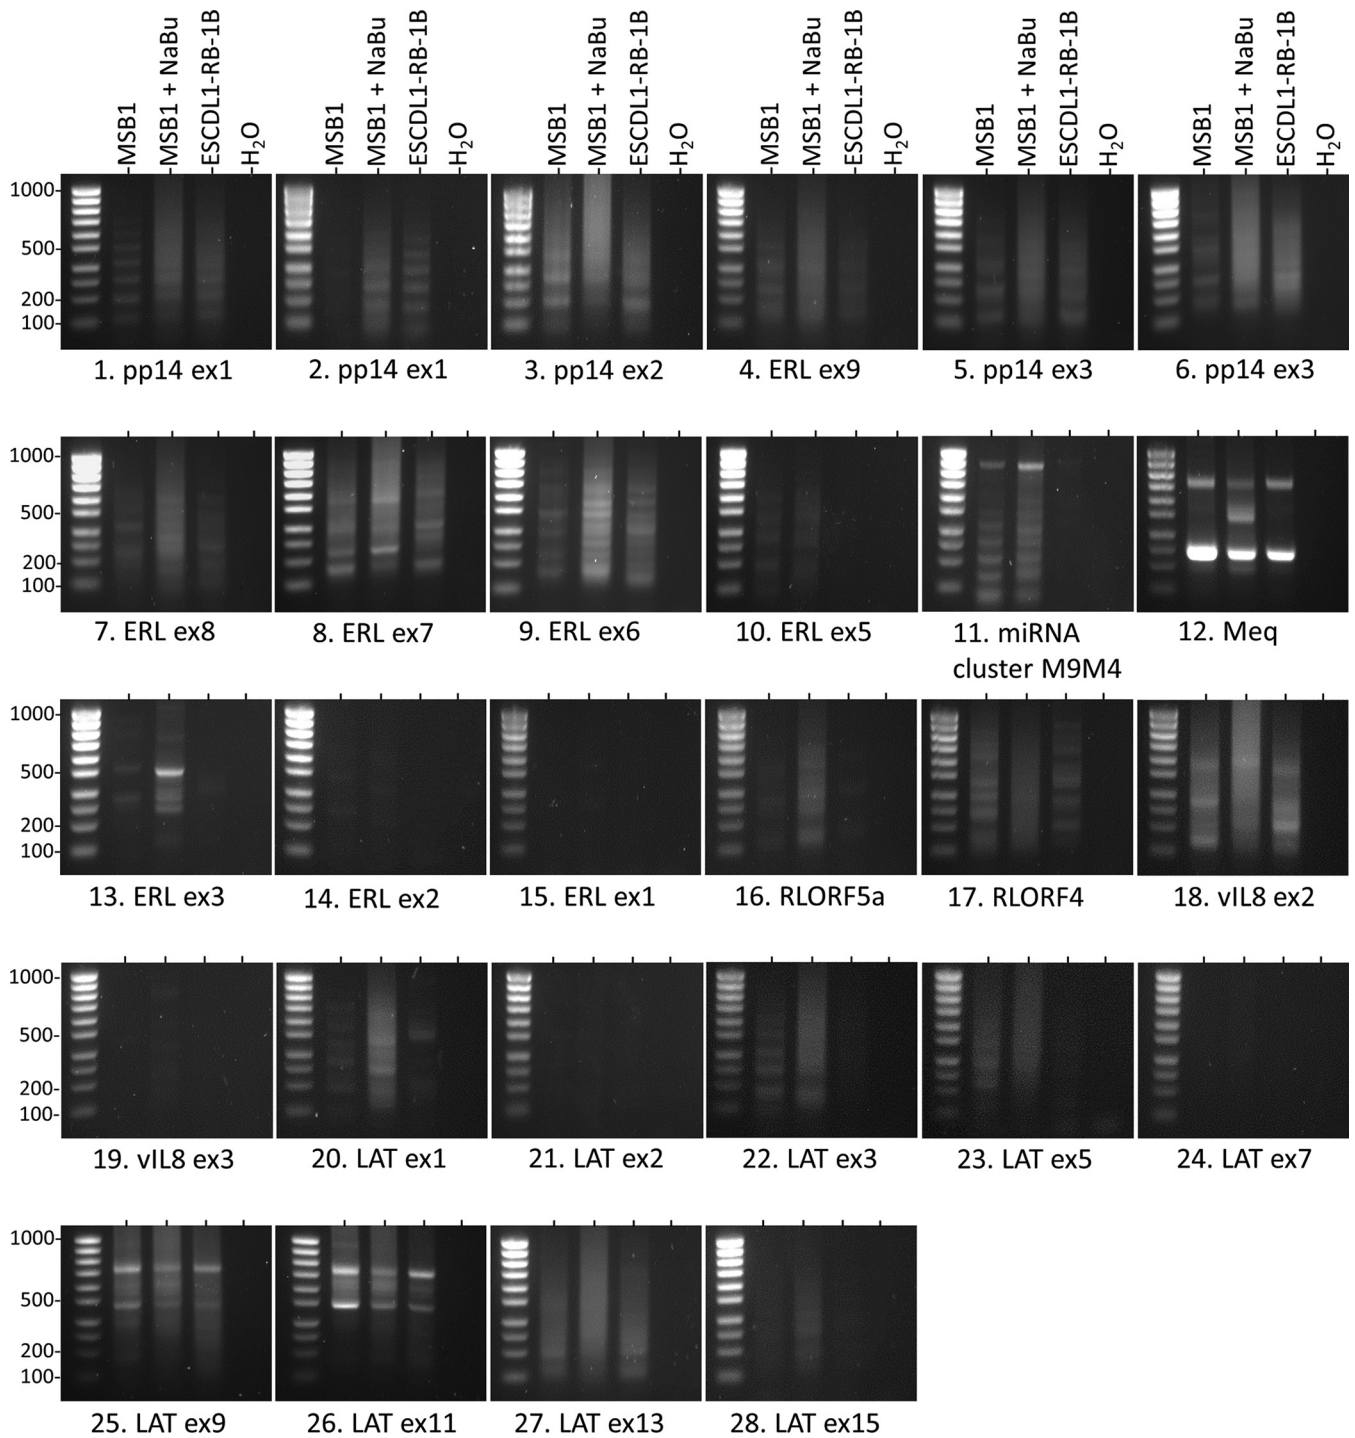 MSB1
MSB1 + NaBu
ESCDL1-RB-1B
H₂O
MSB1
MSB1 + NaBu
ESCDL1-RB-1B
H₂O
MSB1
MSB1 + NaBu
ESCDL1-RB-1B
H₂O
MSB1
MSB1 + NaBu
ESCDL1-RB-1B
H₂O
MSB1
MSB1 + NaBu
ESCDL1-RB-1B
H₂O
MSB1
MSB1 + NaBu
ESCDL1-RB-1B
H₂O
1000
500
200
100
1. pp14 ex1
2. pp14 ex1
3. pp14 ex2
4. ERL ex9
5. pp14 ex3
6. pp14 ex3
1000
500
200
100
7. ERL ex8
8. ERL ex7
9. ERL ex6
10. ERL ex5
11. miRNA
cluster M9M4
12. Meq
1000
500
200
100
13. ERL ex3
14. ERL ex2
15. ERL ex1
16. RLORF5a
17. RLORF4
18. vIL8 ex2
1000
500
200
100
19. vIL8 ex3
20. LAT ex1
21. LAT ex2
22. LAT ex3
23. LAT ex5
24. LAT ex7
1000
500
200
100
25. LAT ex9
26. LAT ex11
27. LAT ex13
28. LAT ex15